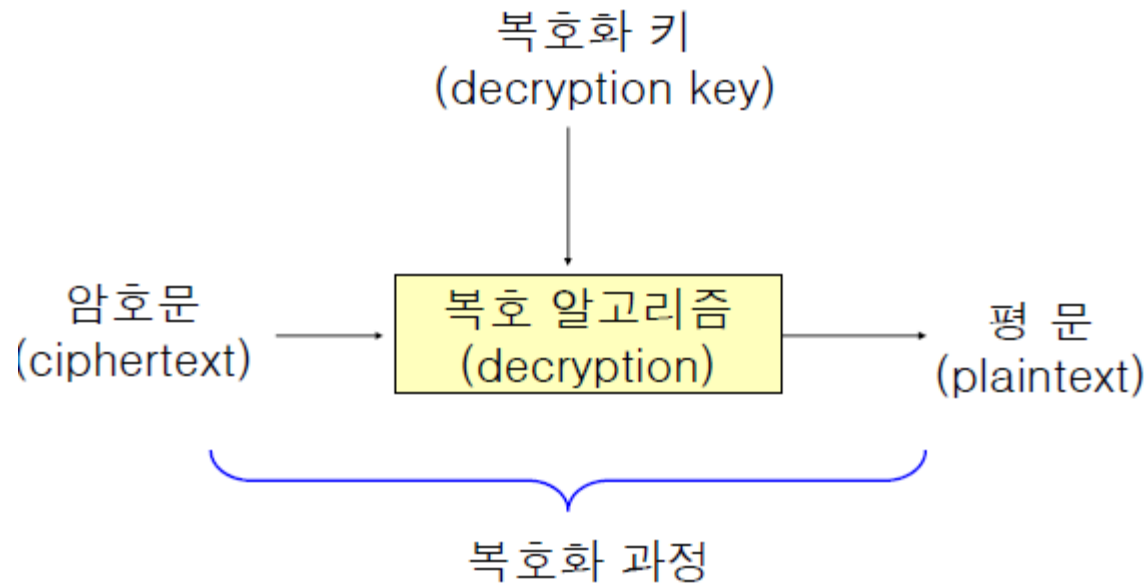 복호화 키
(decryption key)
암호문
(ciphertext)
복호 알고리즘
(decryption)
평 문
(plaintext)
복호화 과정